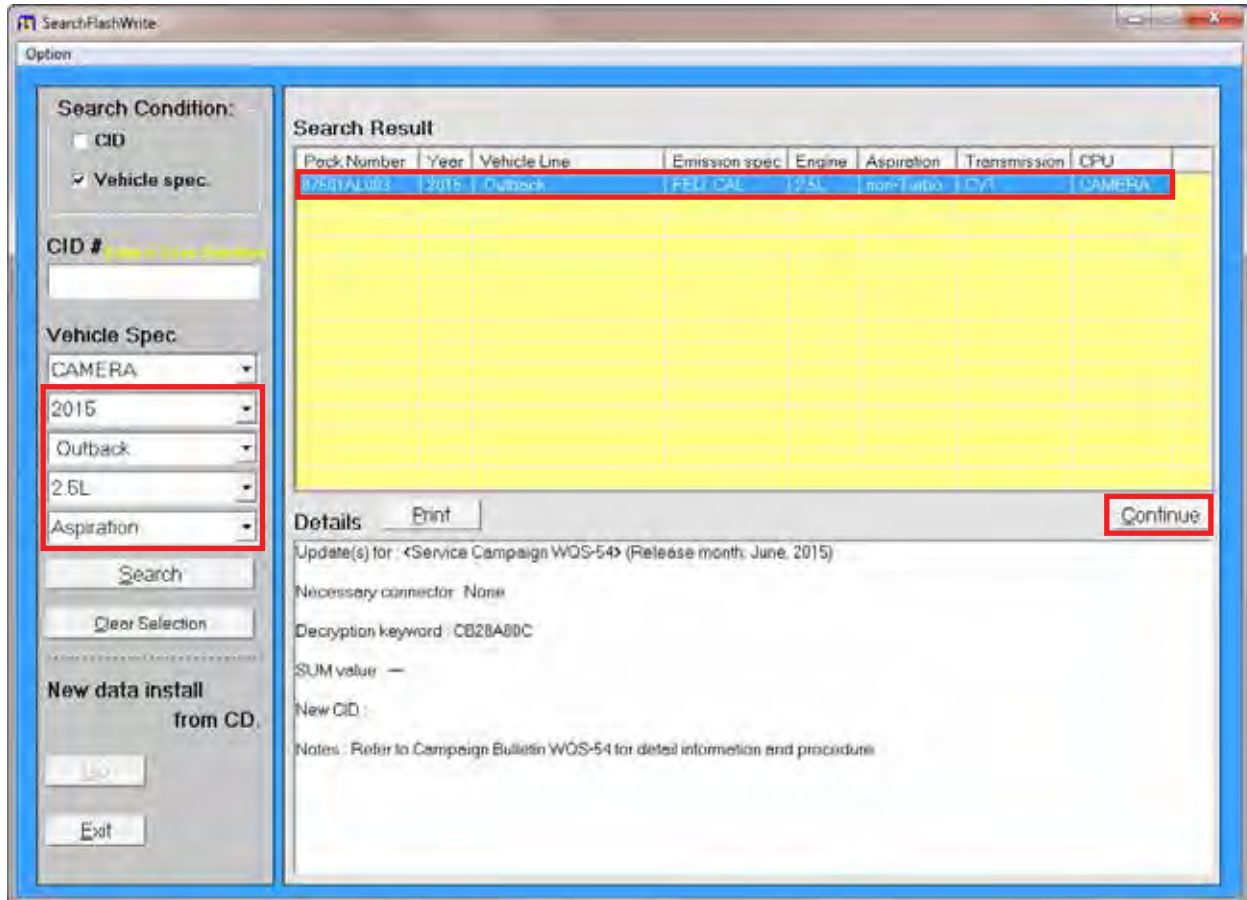 SearchFlashWrite
Option
Search Condition:
CID
Vehicle spec.
CID #
Vehicle Spec
CAMERA
2015
Outback
2.5L
Aspiration
Search
Clear Selection
New data install
from CD.
Exit
Search Result
Pack Number Year Vehicle Line Emission spec Engine Aspiration Transmission CPU
2015 Outback FED CAL 2.5L non-Turbo CVT CAMERA
Details Print Continue
Update(s) for : <Service Campaign WOS-54> (Release month: June, 2015)
Necessary connector None
Decryption keyword :
SUM value : ---
New CID :
Notes : Refer to Campaign Bulletin WOS-54 for detail information and procedure